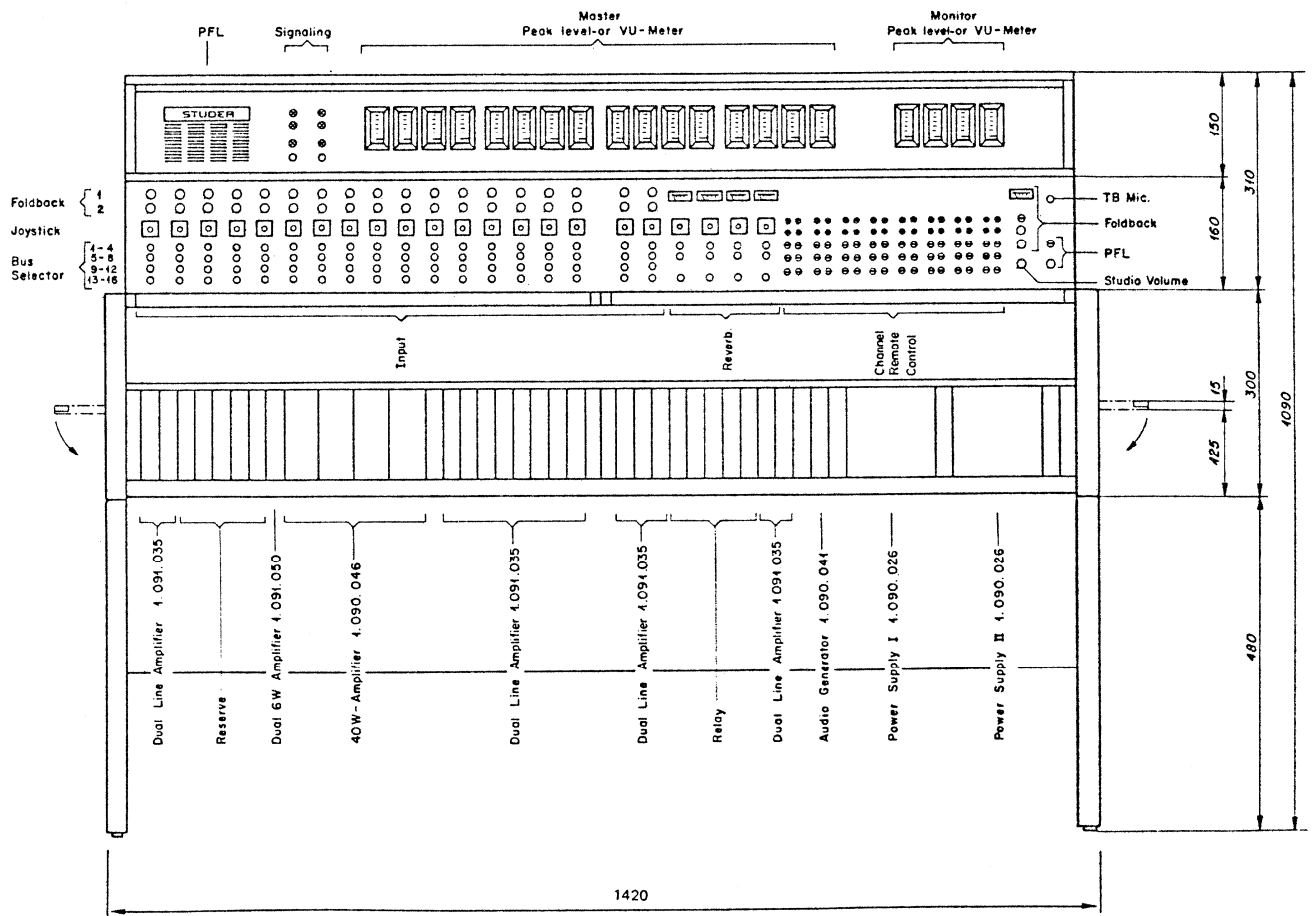 Master
Monitor
PFL
Signaling
Peak level-or VU-Meter
Peak level-or VU-Meter
STUDER
150
310
Foldback
1
2
TB Mic.
Joystick
Foldback
160
Bus
Selector
1-4
5-8
9-12
13-16
PFL
Studio Volume
Input
Reverb.
Channel
Remote
Control
300
15
1090
125
Dual Line Amplifier 1.091.035
Reserve
Dual 6W Amplifier 1.091.050
40W-Amplifier 1.090.046
Dual Line Amplifier 1.091.035
Dual Line Amplifier 1.091.035
Relay
Dual Line Amplifier 1.091.035
Audio Generator 1.090.041
Power Supply I 1.090.026
Power Supply II 1.090.026
480
1420